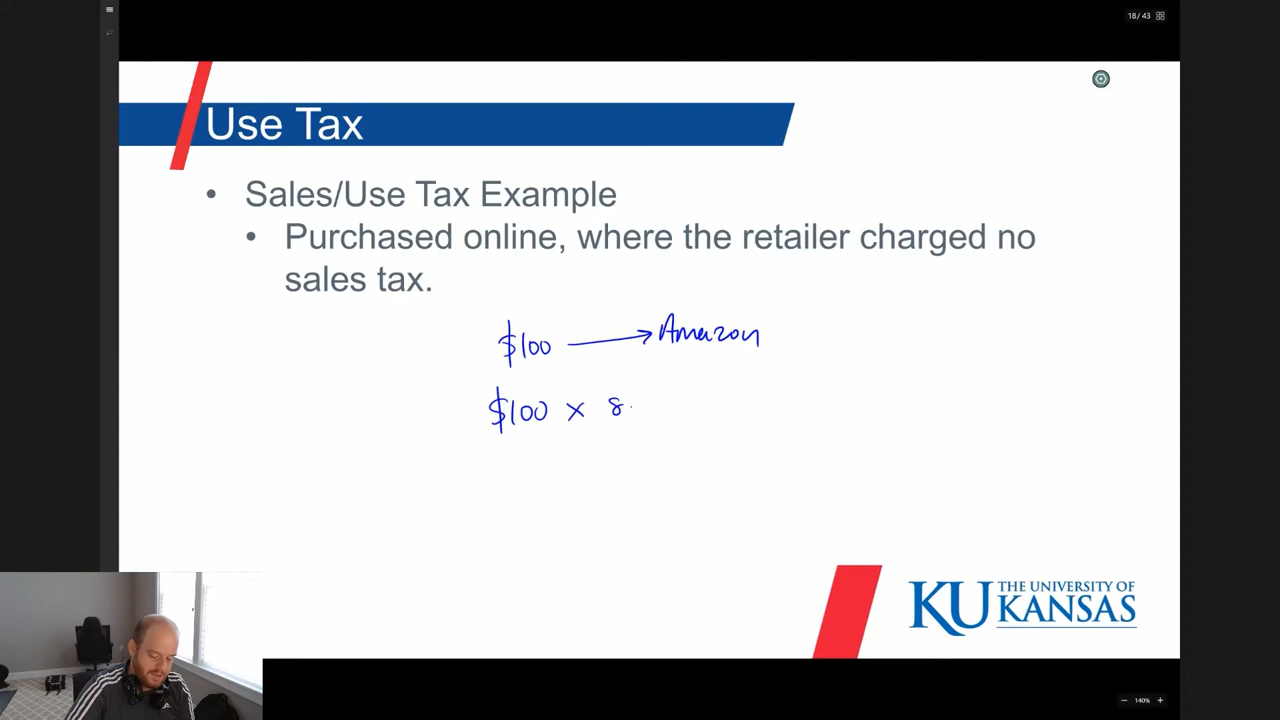 18/43
Use Tax
• Sales/Use Tax Example
• Purchased online, where the retailer charged no
sales tax.
$100 → Amazon
$100 × 8.
KU THE UNIVERSITY OF
KANSAS
− 140% +